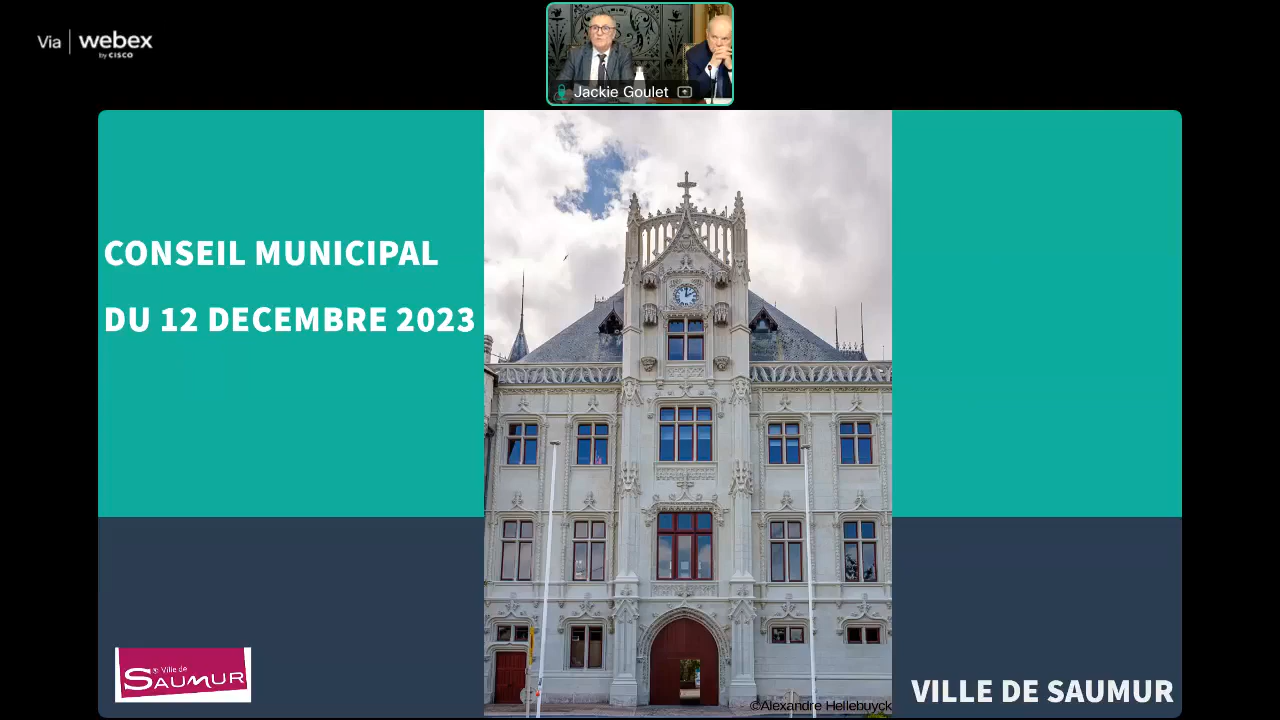 Via webex
by CISCO
Jackie Goulet
CONSEIL MUNICIPAL
DU 12 DECEMBRE 2023
Ville de
SAUMUR
VILLE DE SAUMUR
©Alexandre Hellebuyck